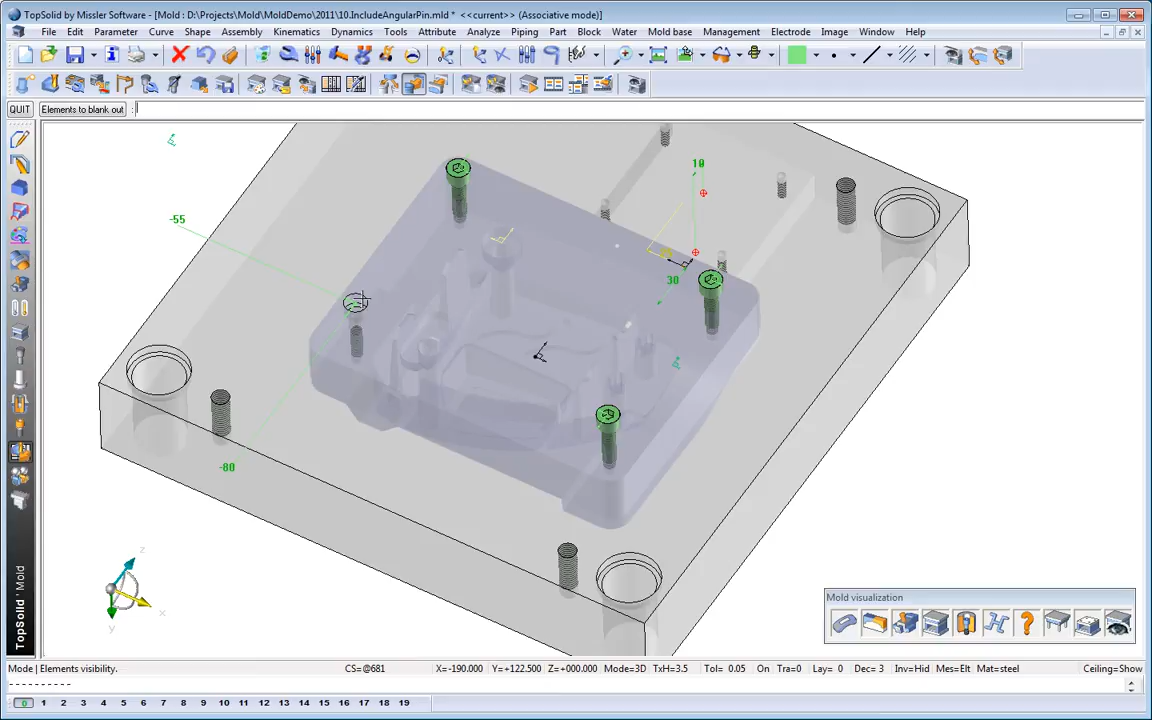 TopSolid by Missler Software - [Mold : D:\Projects\Mold\MoldDemo\2011\10.IncludeAngularPin.mld * <<current>> (Associative mode)]
File Edit Parameter Curve Shape Assembly Kinematics Dynamics Tools Attribute Analyze Piping Part Block Water Mold base Management Electrode Image Window Help
QUIT Elements to blank out :
10
-55
30
-80
z
x
y
TopSolid'Mold
Mold visualization
Mode | Elements visibility. CS=@681 X=-190.000 Y=+122.500 Z=+000.000 Mode=3D TxH=3.5 Tol= 0.05 On Tra=0 Lay= 0 Dec= 3 Inv=Hid Mes=Elt Mat=steel Ceiling=Show
----------
0 1 2 3 4 5 6 7 8 9 10 11 12 13 14 15 16 17 18 19